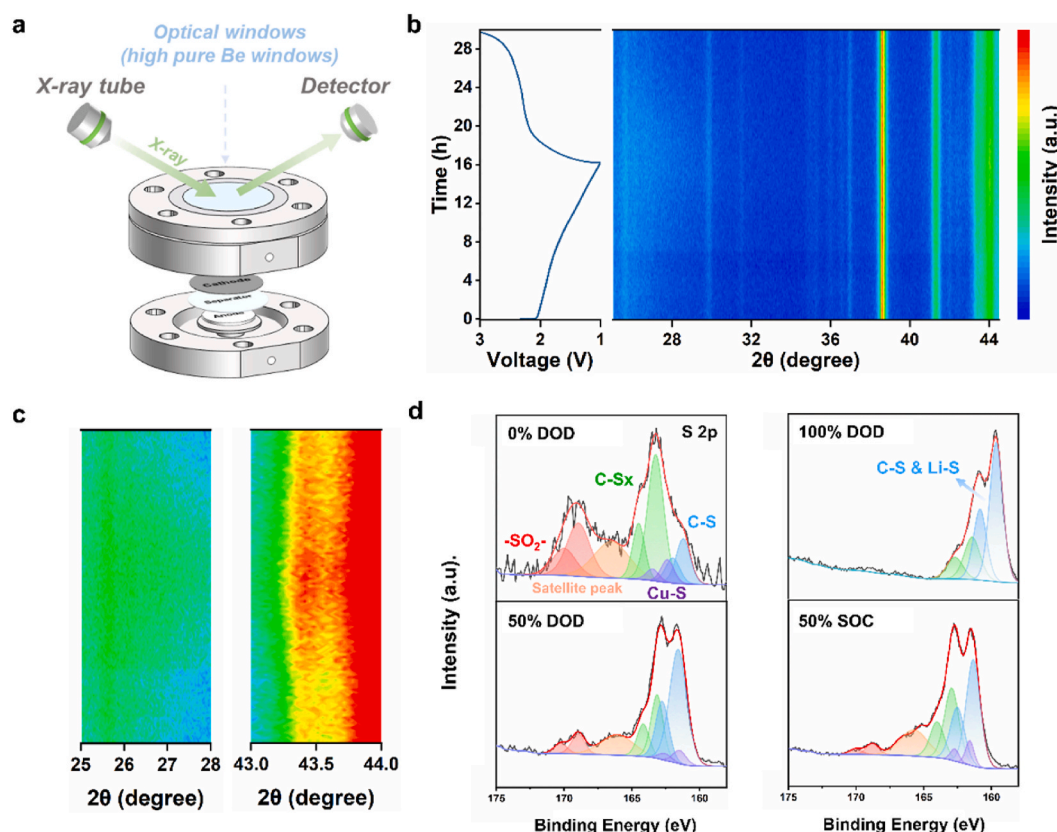 a
Optical windows
(high pure Be windows)
X-ray tube
Detector
X-ray
Cathode
Separator
Anode
b
Time (h)
28
24
20
16
12
8
4
0
3 2 1
Voltage (V)
28 32 36 40 44
2θ (degree)
Intensity (a.u.)
c
25 26 27 28
2θ (degree)
43.0 43.5 44.0
2θ (degree)
d
Intensity (a.u.)
0% DOD
S 2p
C-Sx
C-S
-SO2-
Satellite peak
Cu-S
100% DOD
C-S & Li-S
50% DOD
175 170 165 160
Binding Energy (eV)
50% SOC
175 170 165 160
Binding Energy (eV)